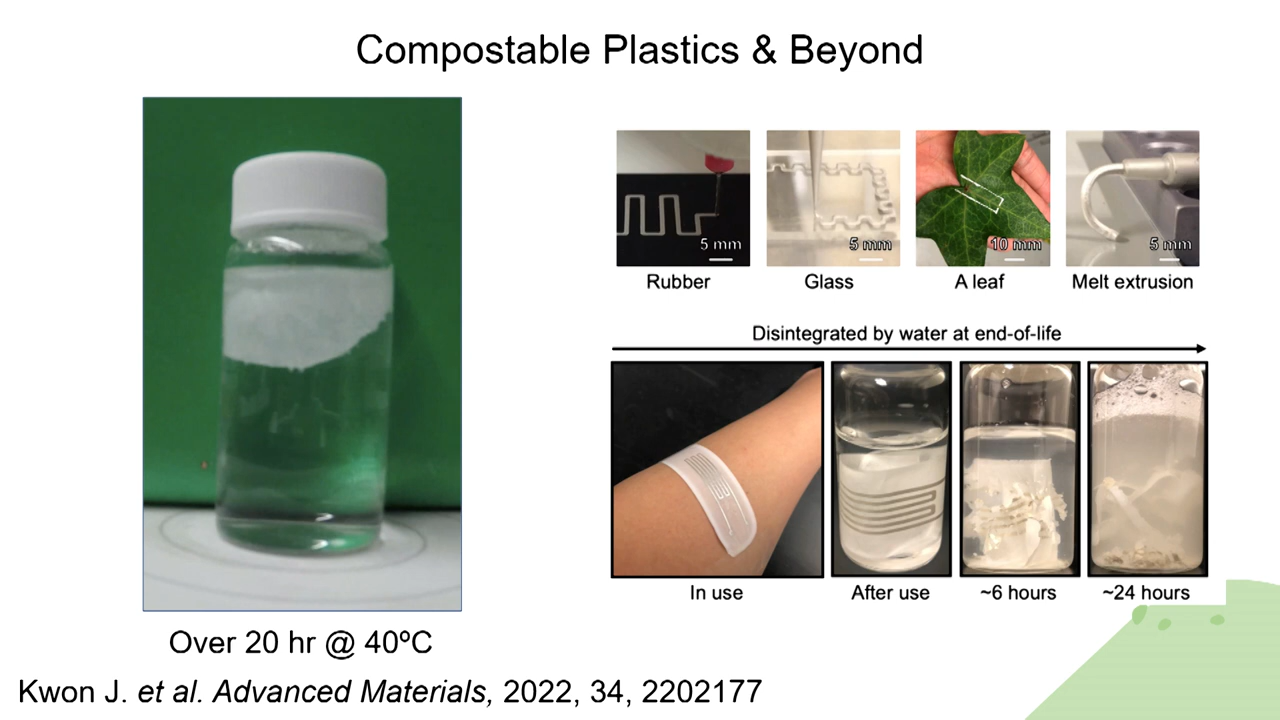 Compostable Plastics & Beyond
5 mm
5 mm
10 mm
5 mm
Rubber
Glass
A leaf
Melt extrusion
Disintegrated by water at end-of-life
In use
After use
~6 hours
~24 hours
Over 20 hr @ 40ºC
Kwon J. et al. Advanced Materials, 2022, 34, 2202177